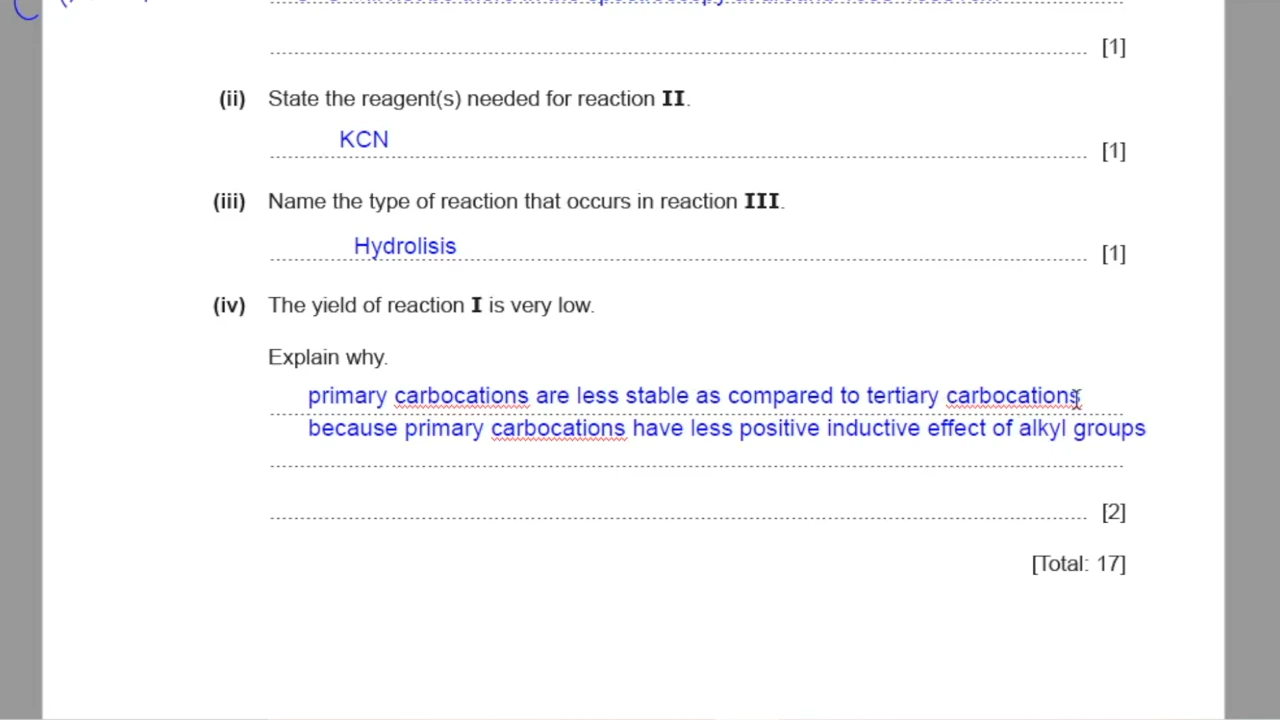 [1]
(ii) State the reagent(s) needed for reaction II.
KCN
[1]
(iii) Name the type of reaction that occurs in reaction III.
Hydrolisis
[1]
(iv) The yield of reaction I is very low.
Explain why.
primary carbocations are less stable as compared to tertiary carbocations
because primary carbocations have less positive inductive effect of alkyl groups
[2]
[Total: 17]